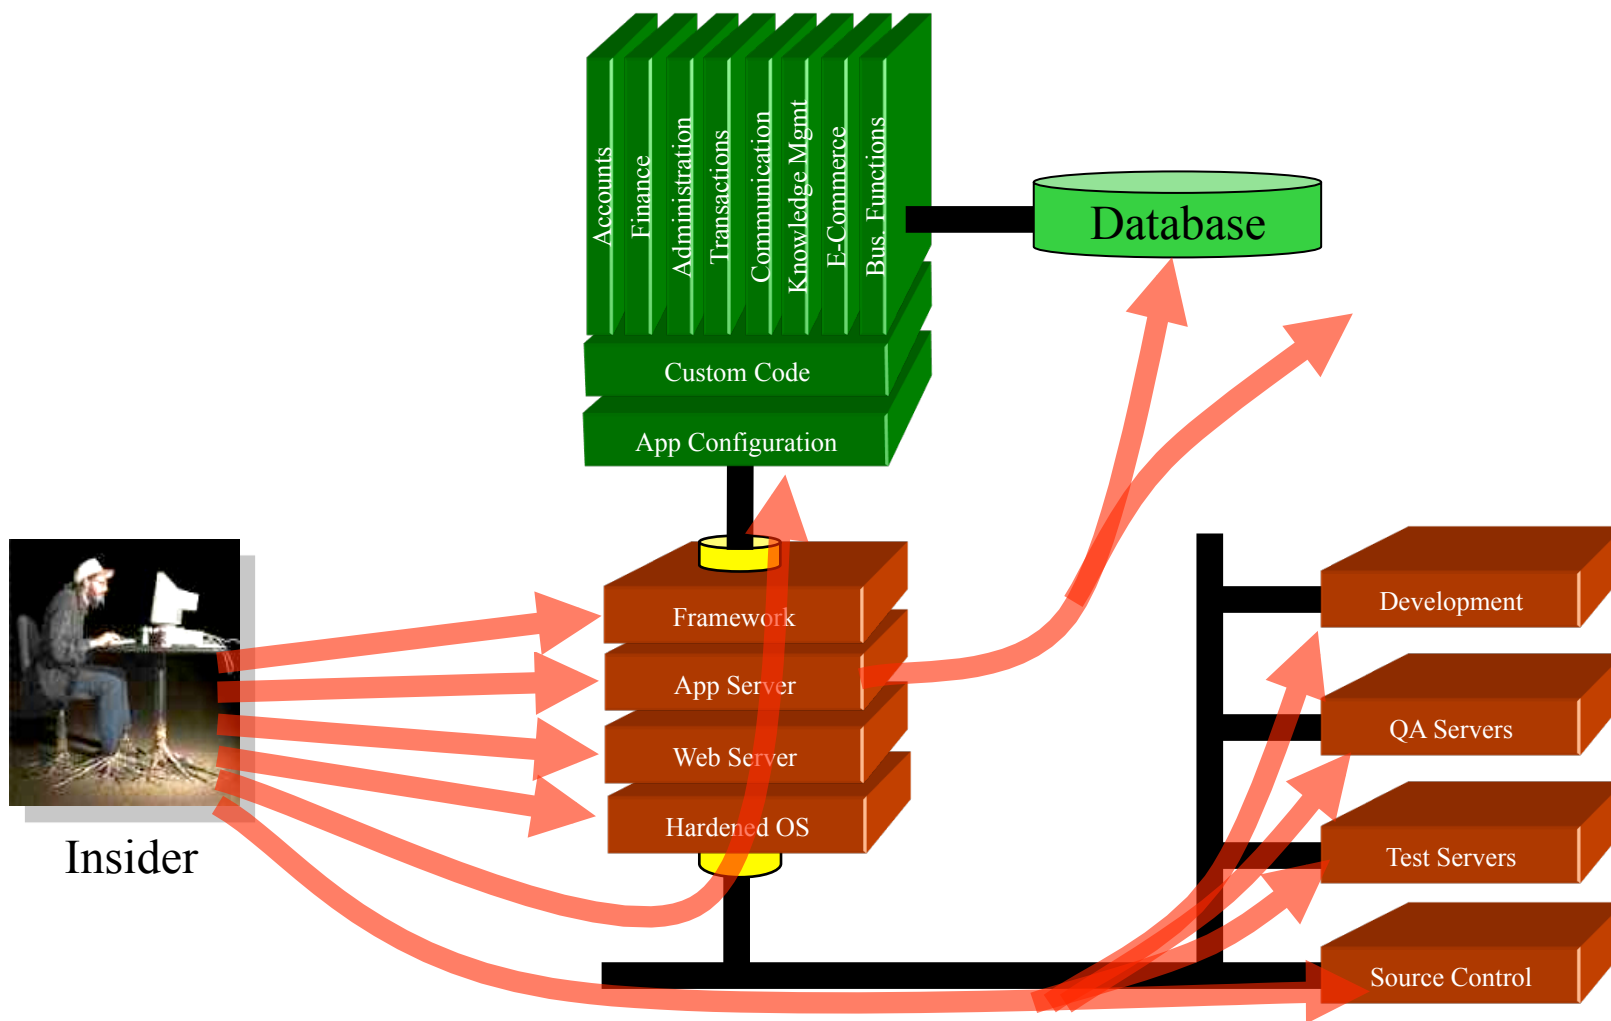 Accounts
Finance
Administration
Transactions
Communication
Knowledge Mgmt
E-Commerce
Bus. Functions
Database
Custom Code
App Configuration
Framework
App Server
Web Server
Hardened OS
Insider
Development
QA Servers
Test Servers
Source Control